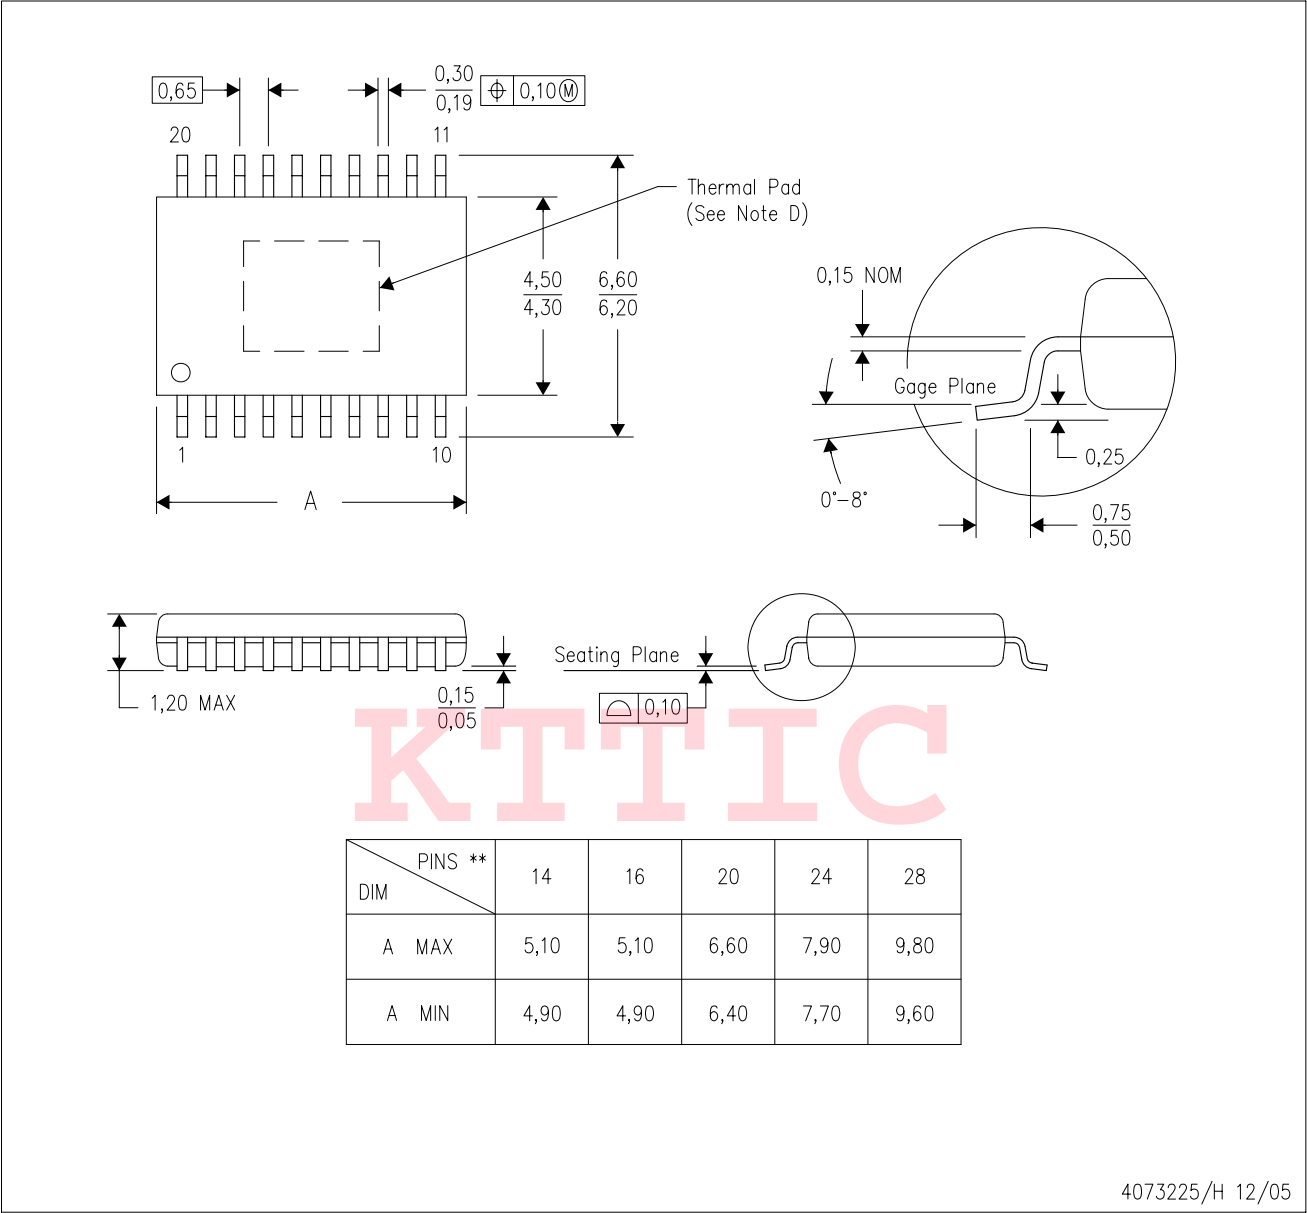 0,65
0,30
0,19
0,10 Ⓜ
20
11
Thermal Pad
(See Note D)
4,50
4,30
6,60
6,20
1
10
A
0,15 NOM
Gage Plane
0,25
0°–8°
0,75
0,50
1,20 MAX
0,15
0,05
Seating Plane
0,10
KTTIC
PINS ** 14 16 20 24 28
DIM
A MAX 5,10 5,10 6,60 7,90 9,80
A MIN 4,90 4,90 6,40 7,70 9,60
4073225/H 12/05